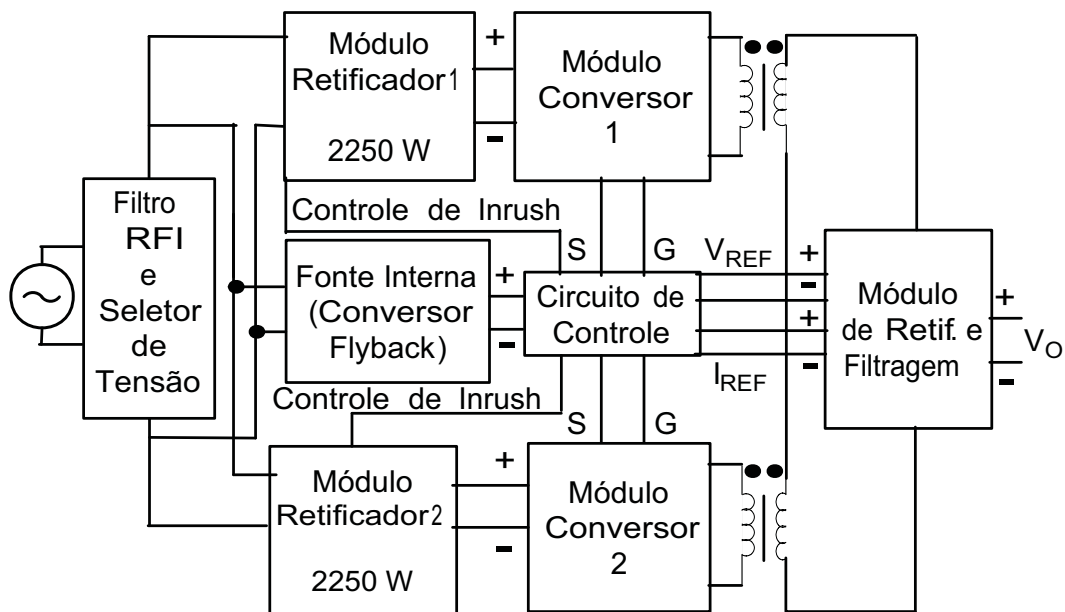 Módulo
Retificador1
2250 W
+
-
Módulo
Conversor
1
Filtro
RFI
e
Seletor
de
Tensão
Controle de Inrush
S
G
Fonte Interna
(Conversor
Flyback)
+
-
Circuito de
Controle
VREF
+
-
+
-
IREF
Módulo
de Retif. e
Filtragem
+
VO
-
Controle de Inrush
S
G
Módulo
Retificador2
2250 W
+
-
Módulo
Conversor
2